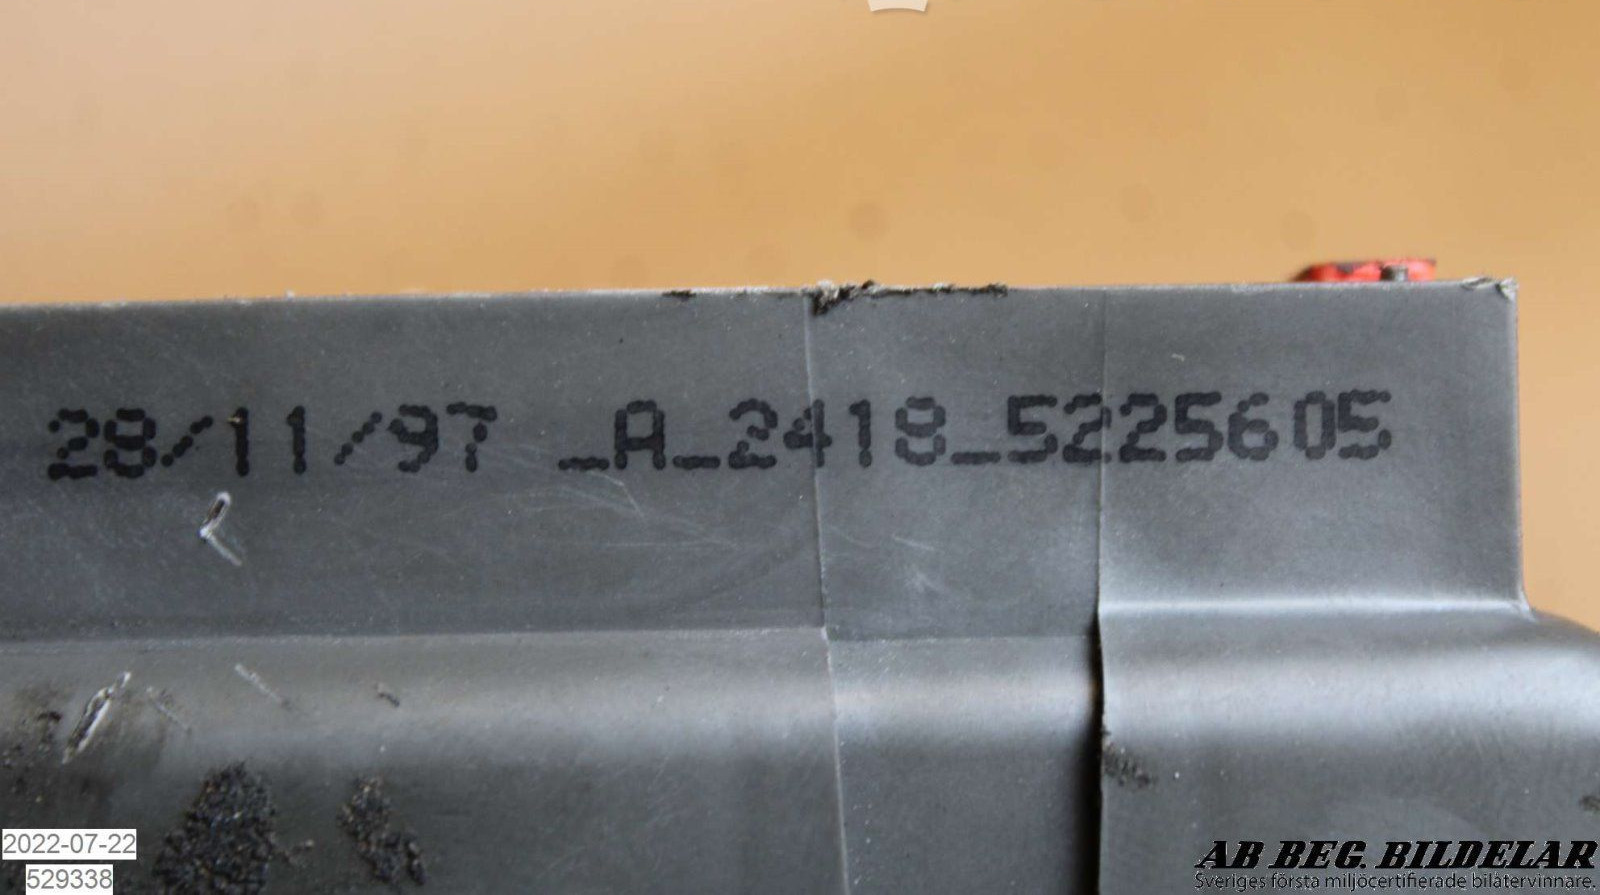 28/11/97 _A_2418_5225605
2022-07-22
529338
AB BEG. BILDELAR
Sveriges första miljöcertifierade bilåtervinnare.